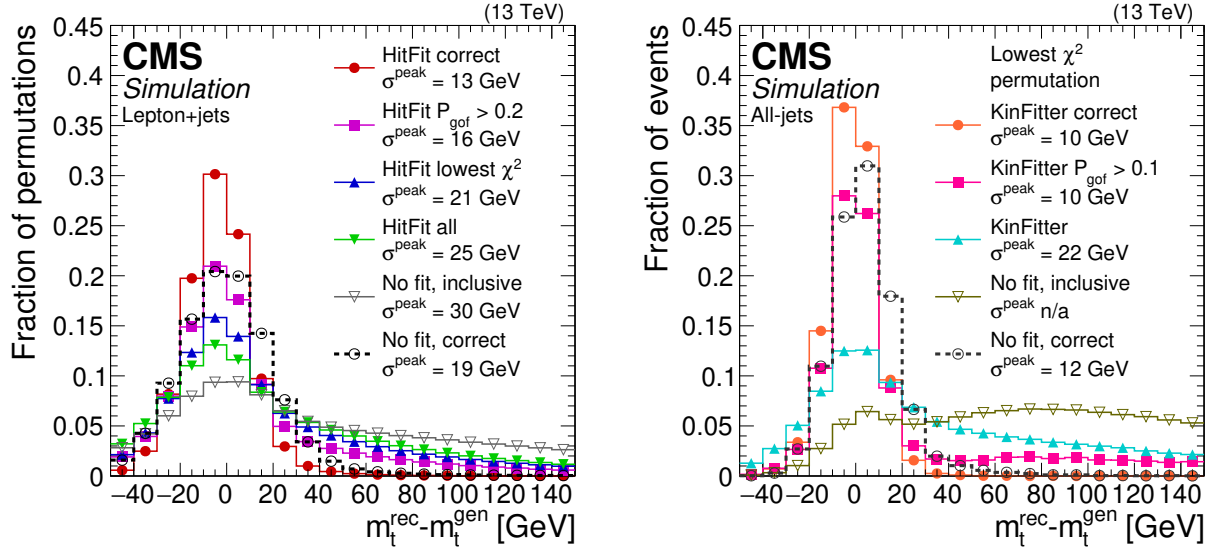 (13 TeV)
CMS
Simulation
Lepton+jets
HitFit correct
σ^peak = 13 GeV
HitFit P_gof > 0.2
σ^peak = 16 GeV
HitFit lowest χ²
σ^peak = 21 GeV
HitFit all
σ^peak = 25 GeV
No fit, inclusive
σ^peak = 30 GeV
No fit, correct
σ^peak = 19 GeV
Fraction of permutations
0.45
0.4
0.35
0.3
0.25
0.2
0.15
0.1
0.05
0
−40 −20 0 20 40 60 80 100 120 140
m_t^rec-m_t^gen [GeV]
(13 TeV)
CMS
Simulation
All-jets
Lowest χ²
permutation
KinFitter correct
σ^peak = 10 GeV
KinFitter P_gof > 0.1
σ^peak = 10 GeV
KinFitter
σ^peak = 22 GeV
No fit, inclusive
σ^peak n/a
No fit, correct
σ^peak = 12 GeV
Fraction of events
0.45
0.4
0.35
0.3
0.25
0.2
0.15
0.1
0.05
0
−40 −20 0 20 40 60 80 100 120 140
m_t^rec-m_t^gen [GeV]